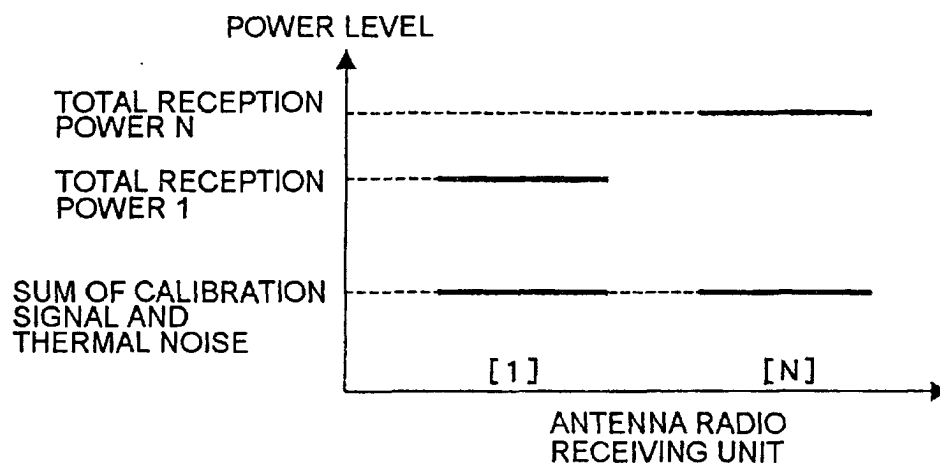 POWER LEVEL
TOTAL RECEPTION
POWER N
TOTAL RECEPTION
POWER 1
SUM OF CALIBRATION
SIGNAL AND
THERMAL NOISE
[1]
[N]
ANTENNA RADIO
RECEIVING UNIT